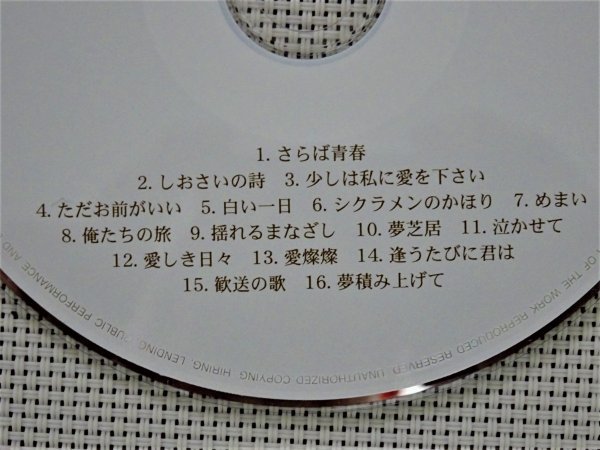 1. さらば青春
2. しおさいの詩 3. 少しは私に愛を下さい
4. ただお前がいい 5. 白い一日 6. シクラメンのかほり 7. めまい
8. 俺たちの旅 9. 揺れるまなざし 10. 夢芝居 11. 泣かせて
12. 愛しき日々 13. 愛燦燦 14. 逢うたびに君は
15. 歓送の歌 16. 夢積み上げて
OF THE WORK REPRODUCED RESERVED. UNAUTHORIZED COPYING, HIRING, LENDING, PUBLIC PERFORMANCE AND